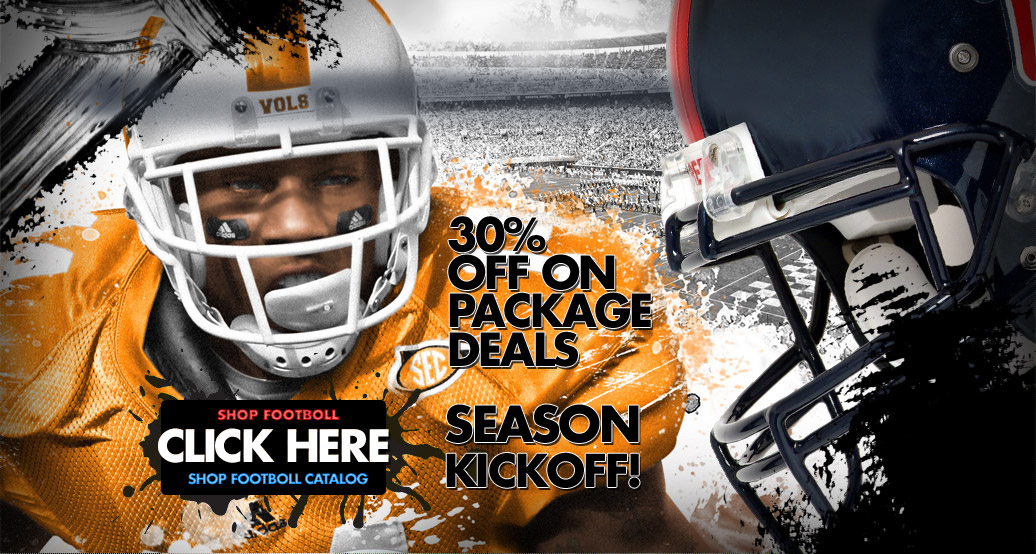 VOLS
adidas
adidas
30%
OFF ON
PACKAGE
DEALS
SEC
SHOP FOOTBOLL
CLICK HERE
SHOP FOOTBOLL CATALOG
SEASON
KICKOFF!